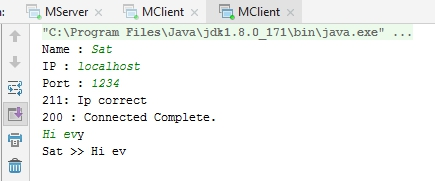 MServer × MClient × MClient ×
"C:\Program Files\Java\jdk1.8.0_171\bin\java.exe" ...
Name : Sat
IP : localhost
Port : 1234
211: Ip correct
200 : Connected Complete.
Hi evy
Sat >> Hi ev